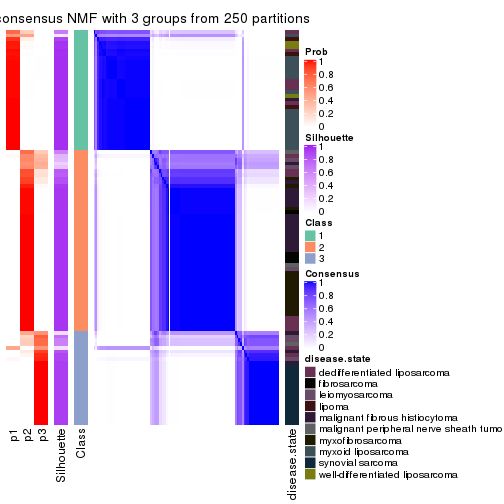 consensus NMF with 3 groups from 250 partitions
Prob
1
0.8
0.6
0.4
0.2
0
Silhouette
1
0.8
0.6
0.4
0.2
0
Class
1
2
3
Consensus
1
0.8
0.6
0.4
0.2
0
disease.state
dedifferentiated liposarcoma
fibrosarcoma
leiomyosarcoma
lipoma
malignant fibrous histiocytoma
malignant peripheral nerve sheath tumo
myxofibrosarcoma
myxoid liposarcoma
synovial sarcoma
well-differentiated liposarcoma
p1
p2
p3
Silhouette
Class
disease.state